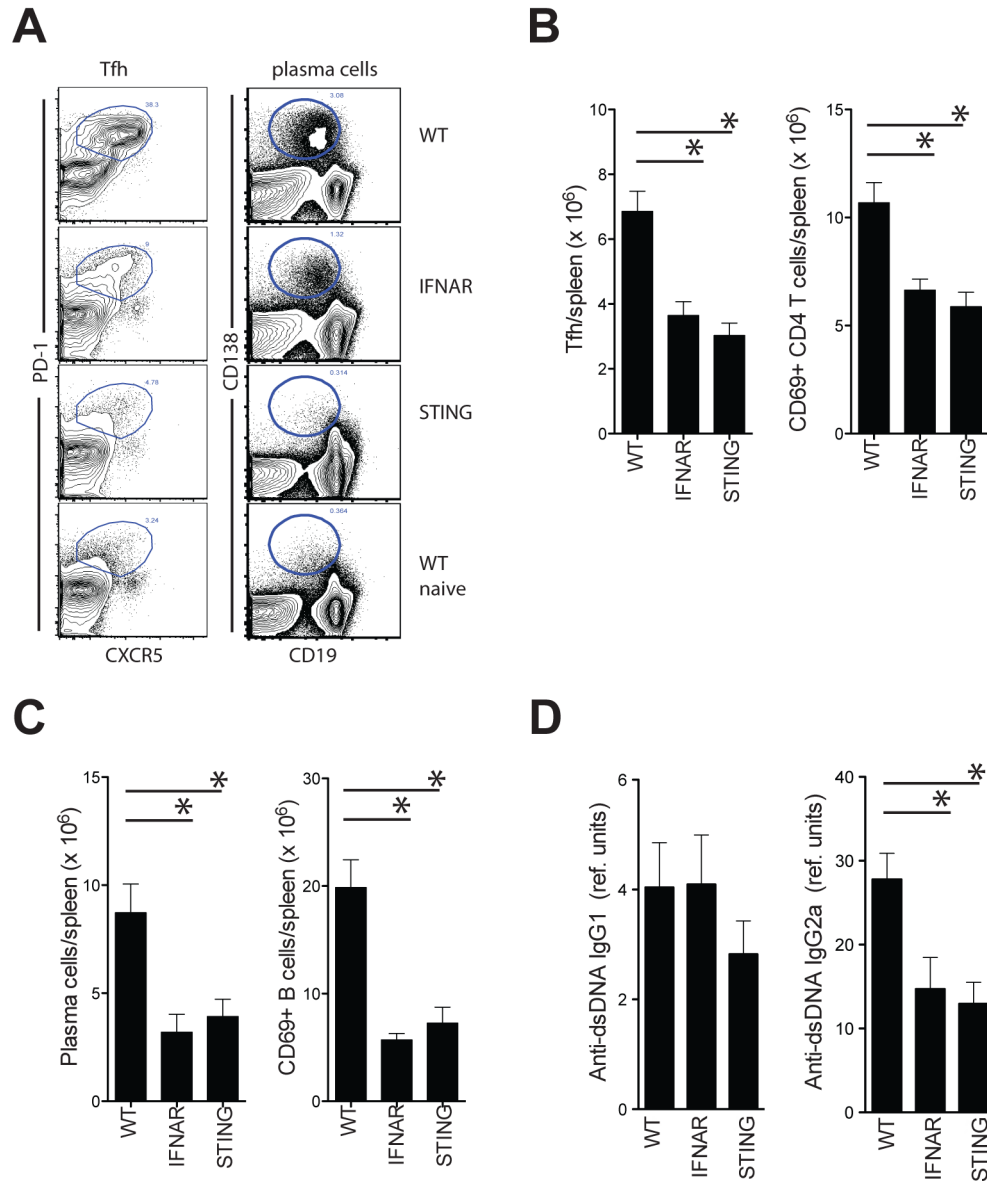 A
Tfh
plasma cells
38.3
3.08
WT
9
1.32
IFNAR
4.78
0.314
STING
3.24
0.364
WT
naive
PD-1
CD138
CXCR5
CD19
B
Tfh/spleen (x 10⁶)
10
8
6
4
2
0
*
*
WT
IFNAR
STING
CD69+ CD4 T cells/spleen (x 10⁶)
15
10
5
0
*
*
WT
IFNAR
STING
C
Plasma cells/spleen (x 10⁶)
15
10
5
0
*
*
WT
IFNAR
STING
CD69+ B cells/spleen (x 10⁶)
30
20
10
0
*
*
WT
IFNAR
STING
D
Anti-dsDNA IgG1 (ref. units)
6
4
2
0
WT
IFNAR
STING
Anti-dsDNA IgG2a (ref. units)
40
30
20
10
0
*
*
WT
IFNAR
STING